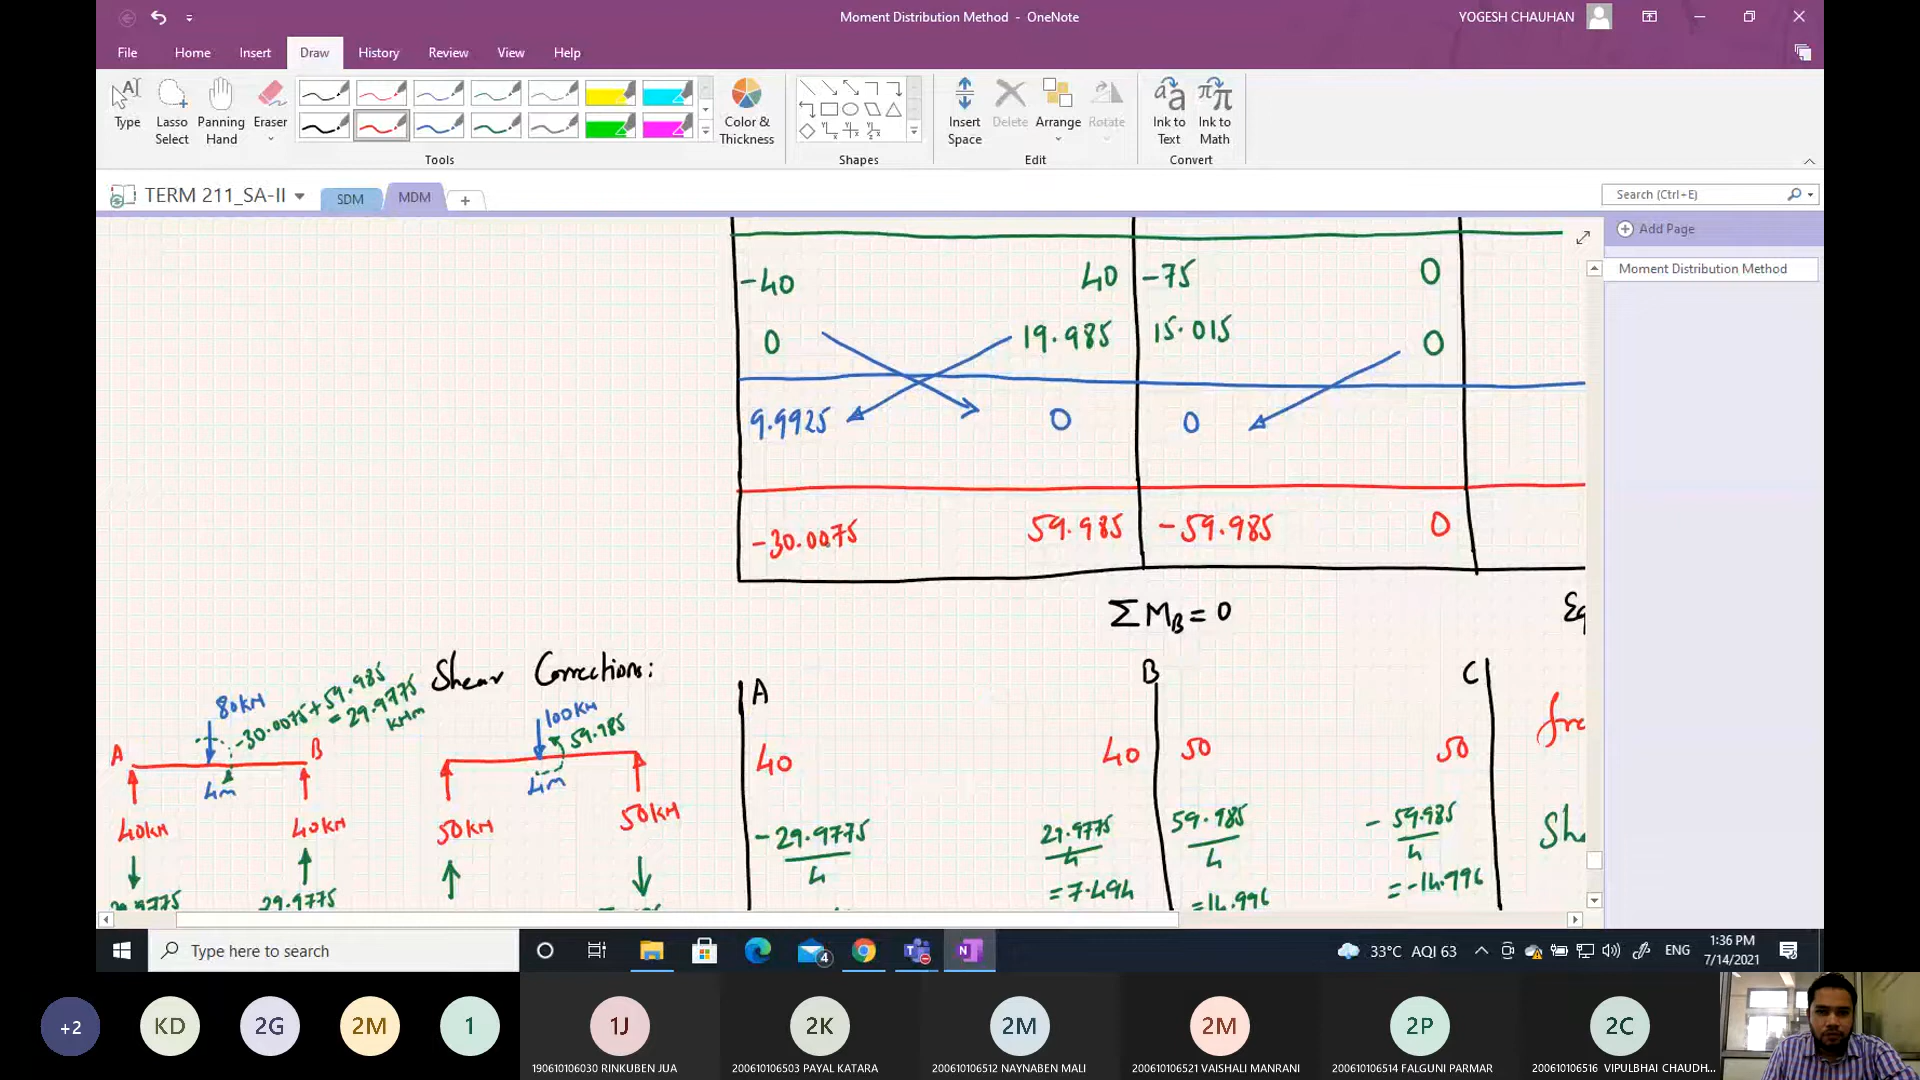 Moment Distribution Method - OneNote
YOGESH CHAUHAN
File Home Insert Draw History Review View Help
Type
Lasso Select
Panning Hand
Eraser
Color & Thickness
Insert Space
Delete
Arrange
Rotate
Ink to Text
Ink to Math
Tools
Shapes
Edit
Convert
TERM 211_SA-II
SDM
MDM
Search (Ctrl+E)
Add Page
Moment Distribution Method
-40 40 -75 0
0 19.985 15.015 0
9.9925 0 0
-30.0075 59.985 -59.985 0
ΣM_B = 0
Shear Corrections:
80KN
-30.0075+59.985
= 29.9775
KNm
A B
4m
40KN 40KN
29.9775
100KN
59.985
4m
50KN 50KN
A B C
40 40 50 50
-29.9775/4 29.9775/4 59.985/4 -59.985/4
=7.494 =14.996 =-14.996
Type here to search
4
33°C AQI 63
ENG
1:36 PM
7/14/2021
+2 KD 2G 2M 1 1J 2K 2M 2M 2P 2C
190610106030 RINKUBEN JUA
200610106503 PAYAL KATARA
200610106512 NAYNABEN MALI
200610106521 VAISHALI MANRANI
200610106514 FALGUNI PARMAR
200610106516 VIPULBHAI CHAUDH...